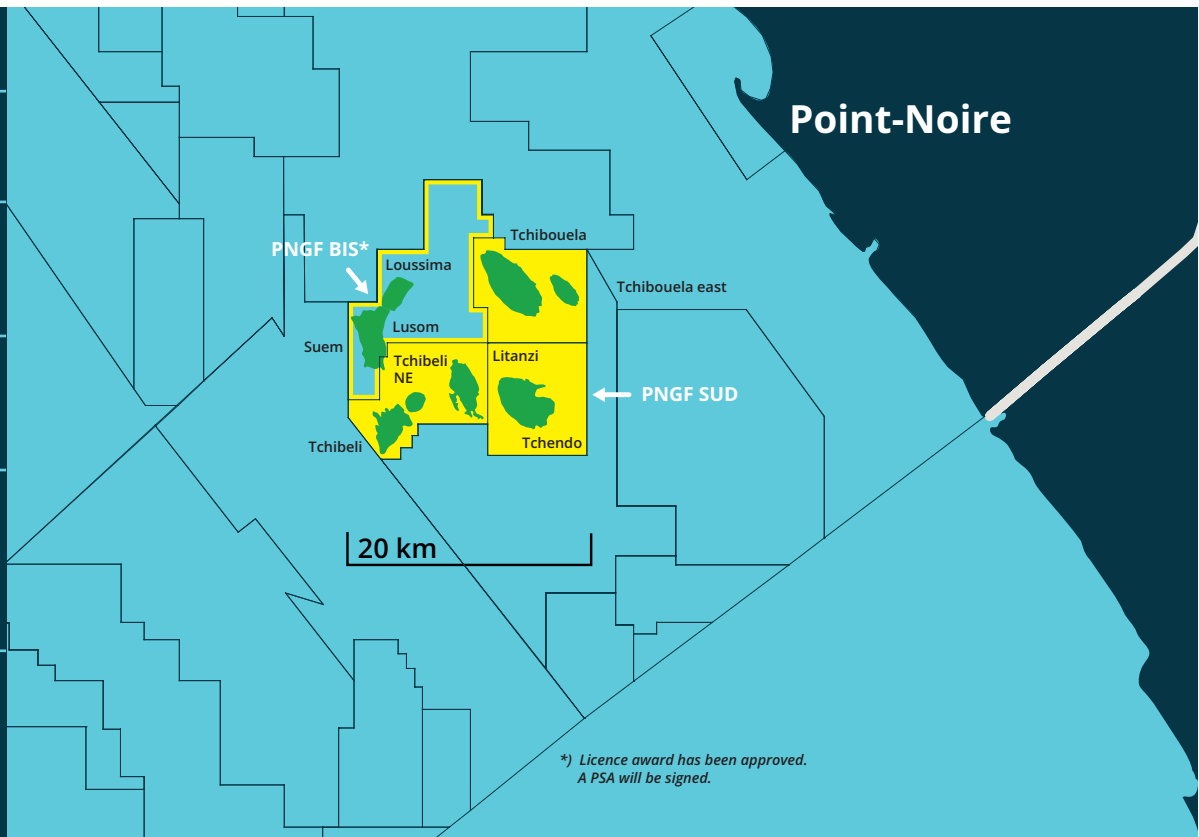 Point-Noire
Tchibouela
PNGF BIS*
Loussima
Tchibouela east
Lusom
Suem
Tchibeli
NE
Litanzi
PNGF SUD
Tchendo
Tchibeli
20 km
*) Licence award has been approved.
A PSA will be signed.